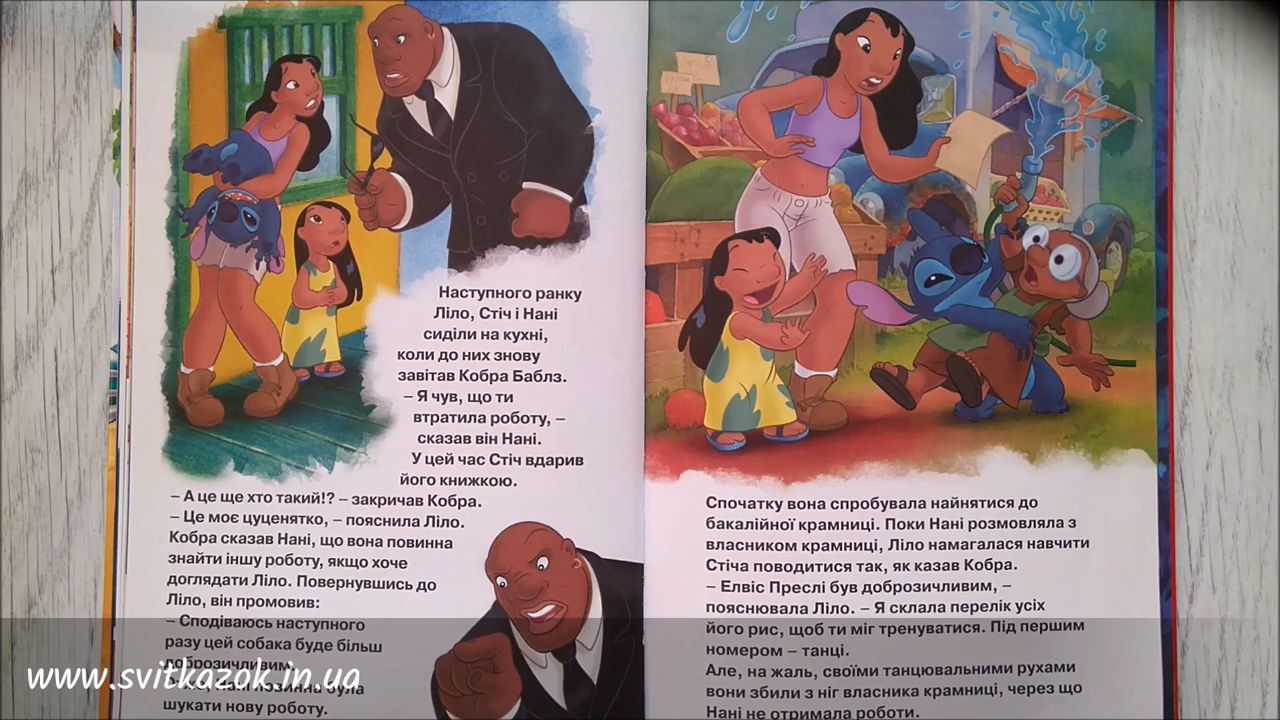 Наступного ранку
Ліло, Стіч і Нані
сиділи на кухні,
коли до них знову
завітав Кобра Баблз.
– Я чув, що ти
втратила роботу, –
сказав він Нані.
У цей час Стіч вдарив
його книжкою.
– А це ще хто такий!? – закричав Кобра.
– Це моє цуценятко, – пояснила Ліло.
Кобра сказав Нані, що вона повинна
знайти іншу роботу, якщо хоче
доглядати Ліло. Повернувшись до
Ліло, він промовив:
– Сподіваюсь наступного
разу цей собака буде більш
доброзичливим.
Нані повинна була
шукати нову роботу.
Спочатку вона спробувала найнятися до
бакалійної крамниці. Поки Нані розмовляла з
власником крамниці, Ліло намагалася навчити
Стіча поводитися так, як казав Кобра.
– Елвіс Преслі був доброзичливим, –
пояснювала Ліло. – Я склала перелік усіх
його рис, щоб ти міг тренуватися. Під першим
номером – танці.
Але, на жаль, своїми танцювальними рухами
вони збили з ніг власника крамниці, через що
Нані не отримала роботи.
www.svitkazok.in.ua